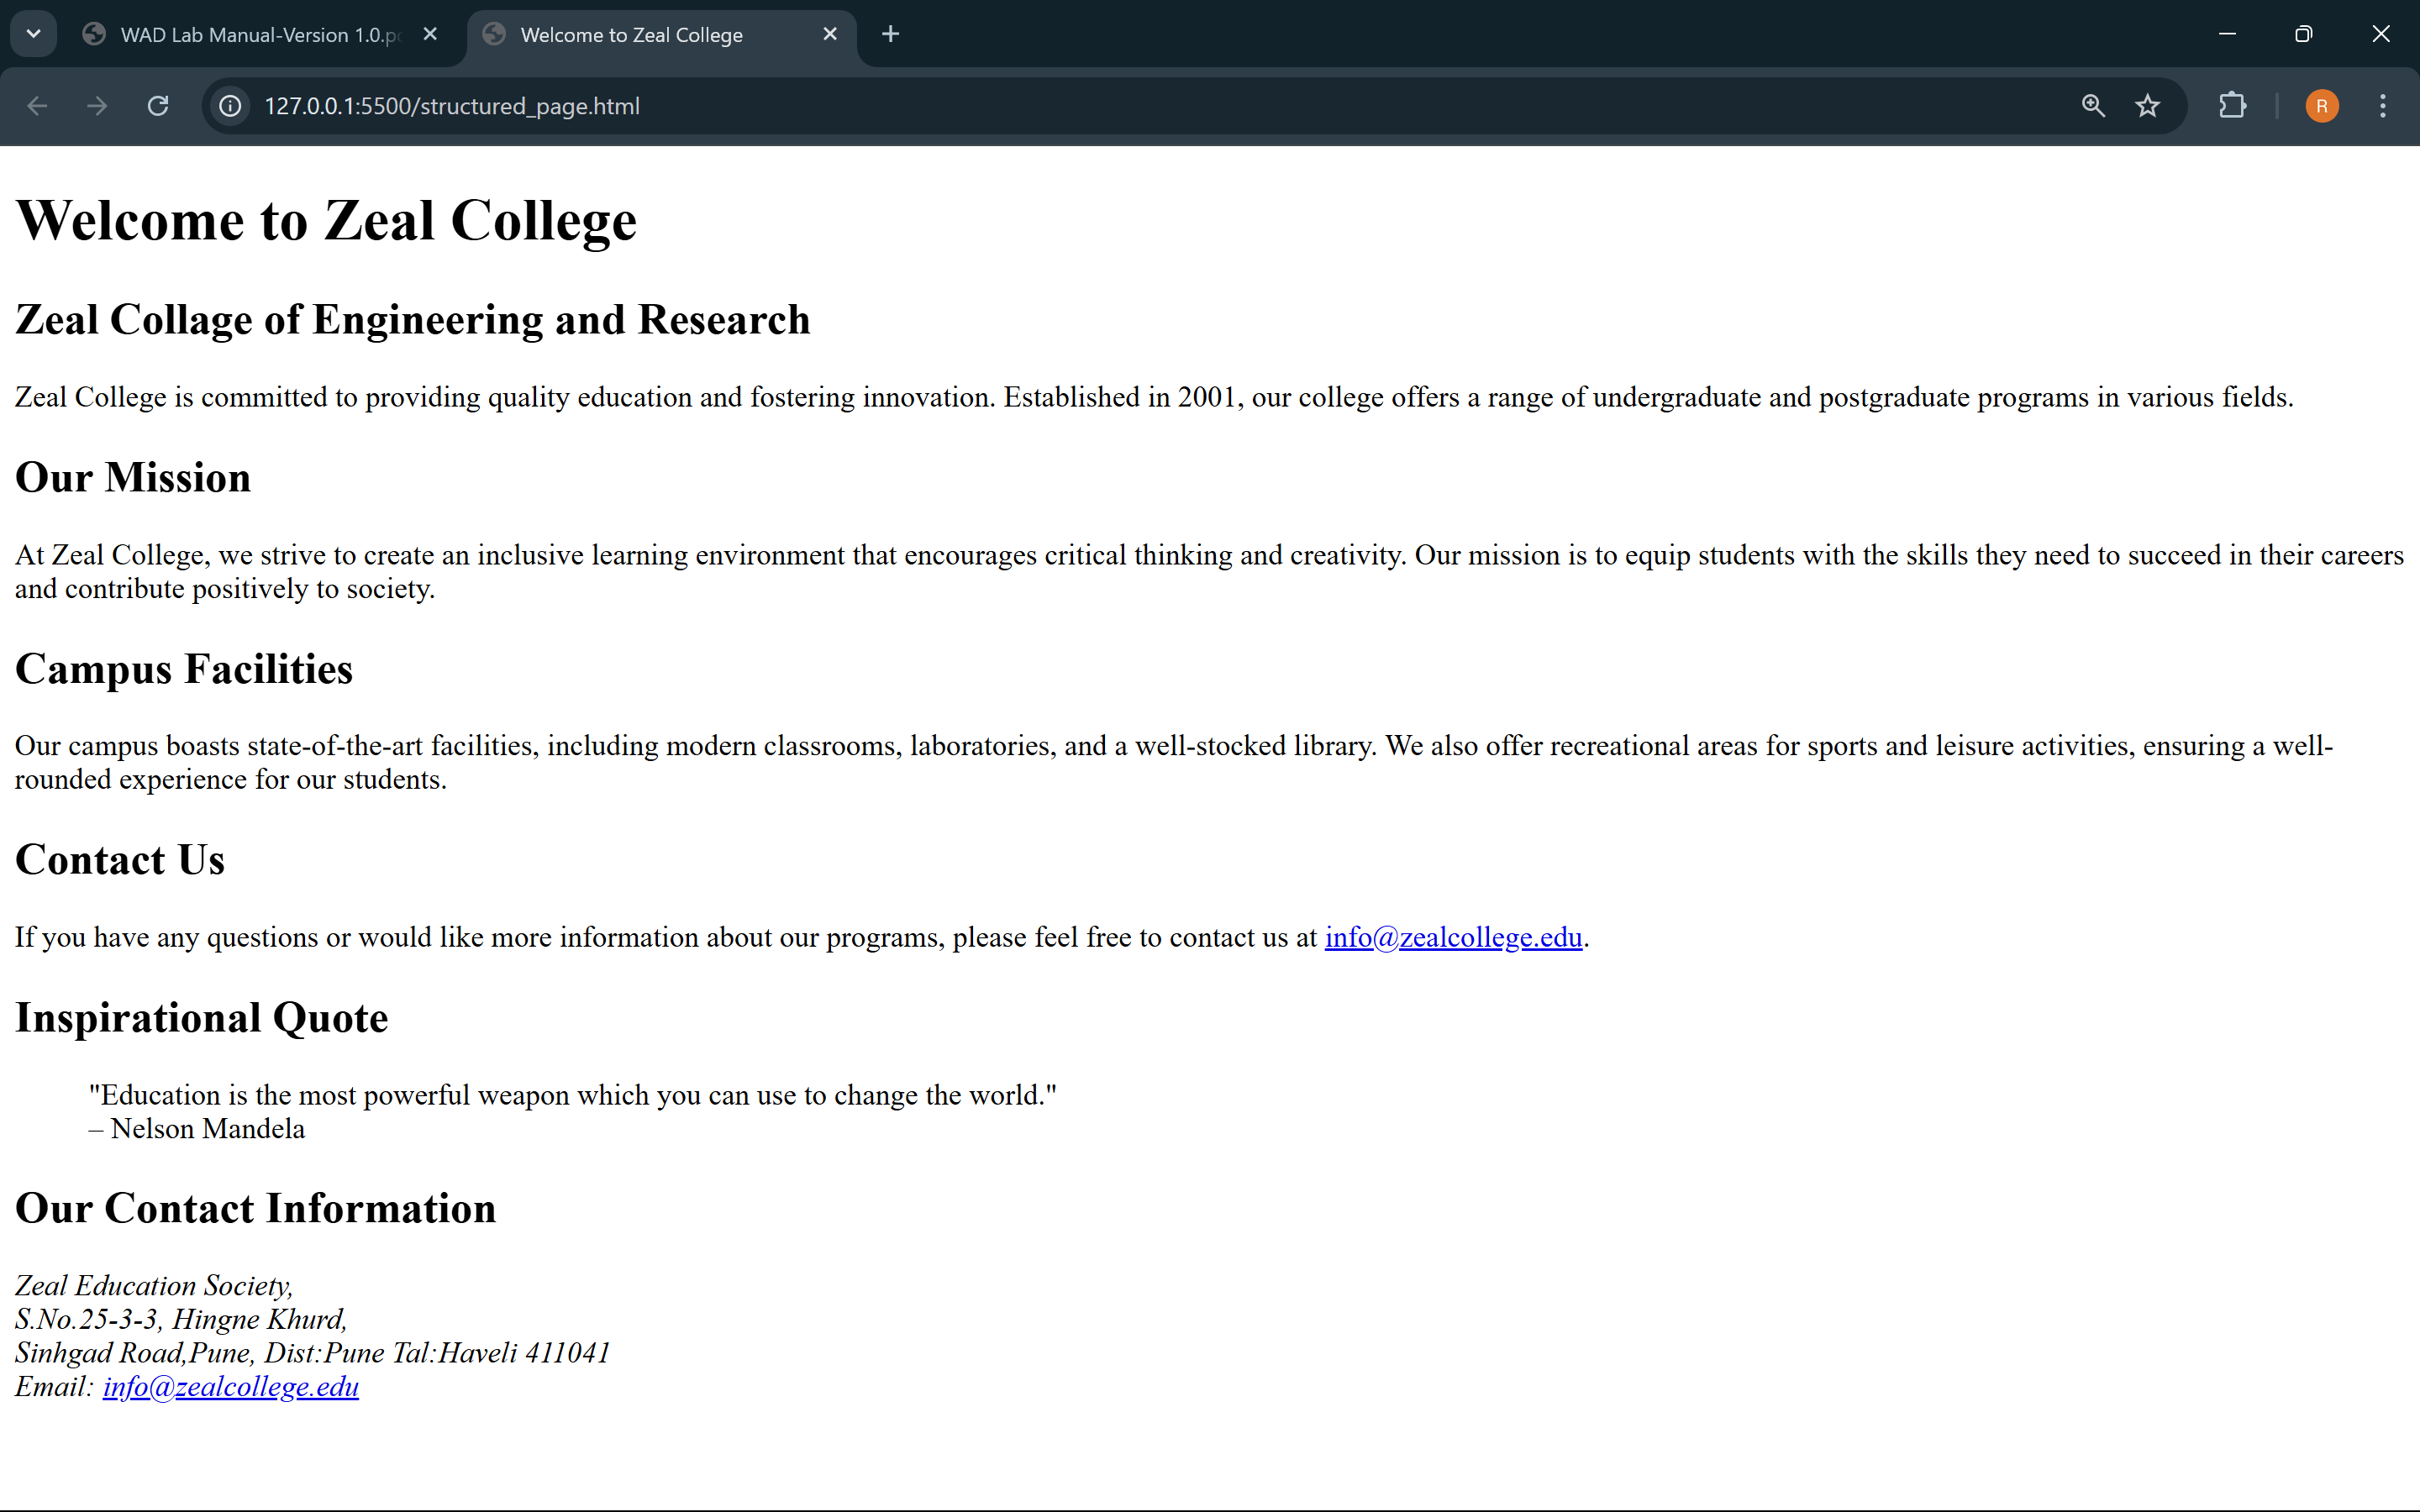 WAD Lab Manual-Version 1.0.p
Welcome to Zeal College
127.0.0.1:5500/structured_page.html
R
Welcome to Zeal College
Zeal Collage of Engineering and Research
Zeal College is committed to providing quality education and fostering innovation. Established in 2001, our college offers a range of undergraduate and postgraduate programs in various fields.
Our Mission
At Zeal College, we strive to create an inclusive learning environment that encourages critical thinking and creativity. Our mission is to equip students with the skills they need to succeed in their careers
and contribute positively to society.
Campus Facilities
Our campus boasts state-of-the-art facilities, including modern classrooms, laboratories, and a well-stocked library. We also offer recreational areas for sports and leisure activities, ensuring a well-
rounded experience for our students.
Contact Us
If you have any questions or would like more information about our programs, please feel free to contact us at info@zealcollege.edu.
Inspirational Quote
"Education is the most powerful weapon which you can use to change the world."
– Nelson Mandela
Our Contact Information
Zeal Education Society,
S.No.25-3-3, Hingne Khurd,
Sinhgad Road,Pune, Dist:Pune Tal:Haveli 411041
Email: info@zealcollege.edu